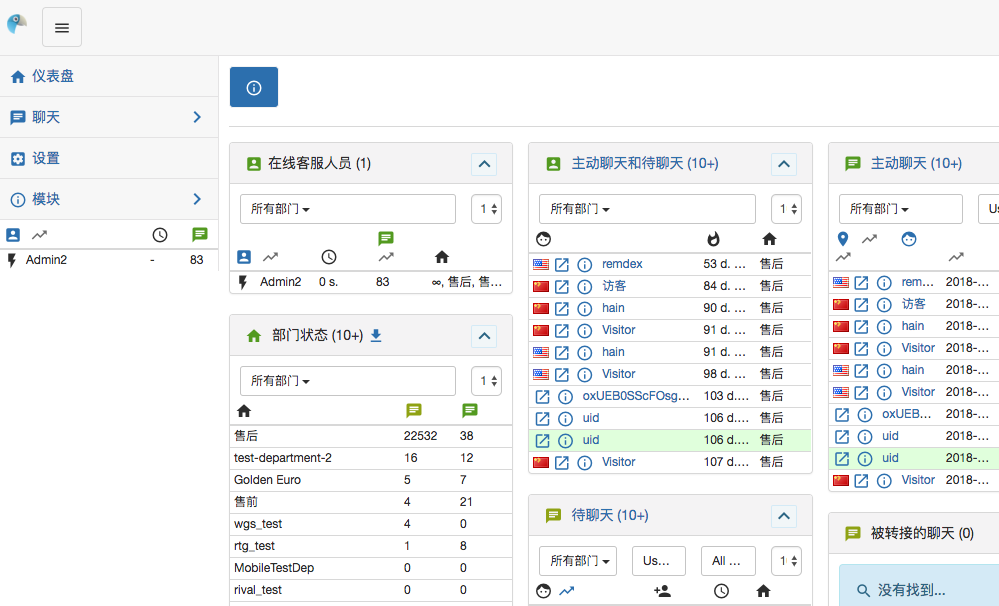 仪表盘
聊天
设置
模块
Admin2 - 83
在线客服人员 (1)
所有部门 1
Admin2 0 s. 83 ∞, 售后, 售…
部门状态 (10+)
所有部门 1
售后 22532 38
test-department-2 16 12
Golden Euro 5 7
售前 4 21
wgs_test 4 0
rtg_test 1 8
MobileTestDep 0 0
rival_test 0 0
主动聊天和待聊天 (10+)
所有部门 1
remdex 53 d. … 售后
访客 84 d. … 售后
hain 90 d. … 售后
Visitor 91 d. … 售后
hain 91 d. … 售后
Visitor 98 d. … 售后
oxUEB0SScFOsg… 103 d.… 售后
uid 106 d.… 售后
uid 106 d.… 售后
Visitor 107 d.… 售后
待聊天 (10+)
所有部门 Us… All … 1
主动聊天 (10+)
所有部门 Us
rem… 2018-…
访客 2018-…
hain 2018-…
Visitor 2018-…
hain 2018-…
Visitor 2018-…
oxUEB… 2018-…
uid 2018-…
uid 2018-…
Visitor 2018-…
被转接的聊天 (0)
没有找到...